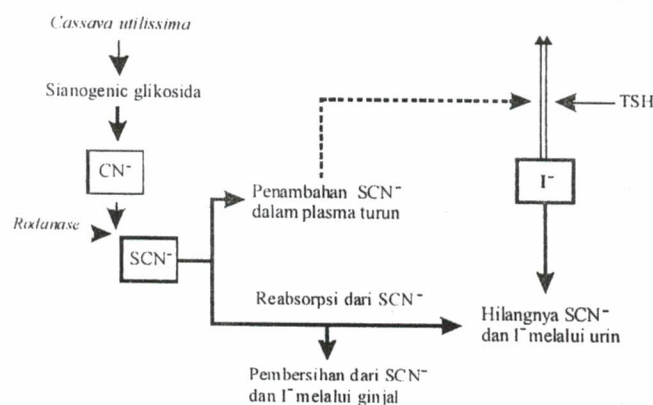 Cassava utilissima
Sianogenic glikosida
CN⁻
Rodanase
SCN⁻
Penambahan SCN⁻
dalam plasma turun
TSH
I⁻
Reabsorpsi dari SCN⁻
Hilangnya SCN⁻
dan I⁻ melalui urin
Pembersihan dari SCN⁻
dan I⁻ melalui ginjal